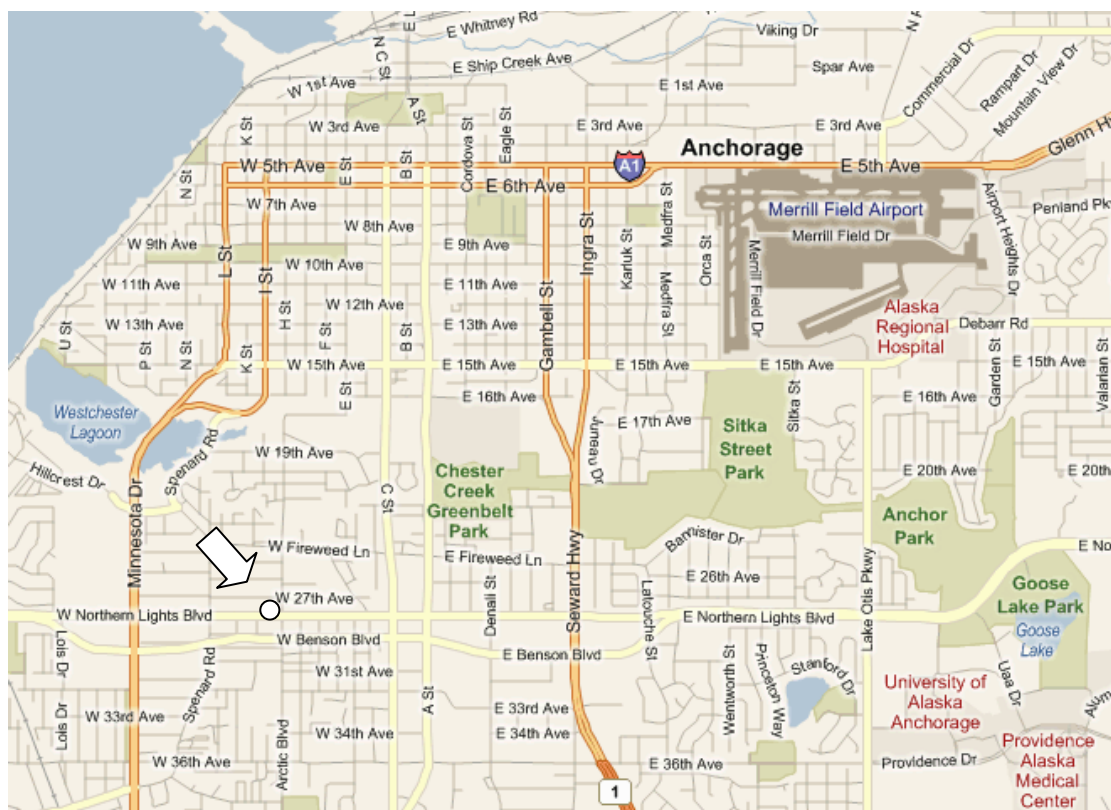 E Whitney Rd
Viking Dr
N C St
E Ship Creek Ave
Spar Ave
Commercial Dr
Rampart Dr
Mountain View Dr
W 1st Ave
E 1st Ave
A St
K St
W 3rd Ave
Eagle St
E 3rd Ave
E 3rd Ave
Cordova St
Anchorage
A1
W 5th Ave
E St
B St
E 5th Ave
N St
E 6th Ave
Airport Heights Dr
W 7th Ave
Medfra St
Merrill Field Airport
W 8th Ave
Ingra St
W 9th Ave
L St
E 9th Ave
Karluk St
Orca St
Merrill Field Dr
Merrill Field Dr
W 10th Ave
I St
W 11th Ave
E 11th Ave
Medfra St
H St
W 12th Ave
Gambell St
Alaska
Regional
Hospital
W 13th Ave
F St
B St
E 13th Ave
Debarr Rd
U St
P St
N St
K St
W 15th Ave
E 15th Ave
E 15th Ave
E 15th Ave
E 15th Ave
Garden St
Valarian St
E St
E 16th Ave
Sitka St
E 16th Ave
Westchester
Lagoon
E 17th Ave
Juneau Dr
Sitka
Street
Park
Spenard Rd
W 19th Ave
Hillcrest Dr
Chester
Creek
Greenbelt
Park
E 20th Ave
E 20th
C St
Anchor
Park
Minnesota Dr
W Fireweed Ln
E Fireweed Ln
Bannister Dr
Lake Otis Pkwy
Denali St
Seward Hwy
E 26th Ave
Latouche St
Goose
Lake Park
W 27th Ave
W Northern Lights Blvd
E Northern Lights Blvd
Goose
Lake
Lois Dr
W Benson Blvd
E Benson Blvd
Wentworth St
Princeton Way
Stanford Dr
Spenard Rd
W 31st Ave
Uaa Dr
University of
Alaska
Anchorage
A St
Lois Dr
W 33rd Ave
E 33rd Ave
Arctic Blvd
W 34th Ave
E 34th Ave
Providence
Alaska
Medical
Center
W 36th Ave
E 36th Ave
Providence Dr
1